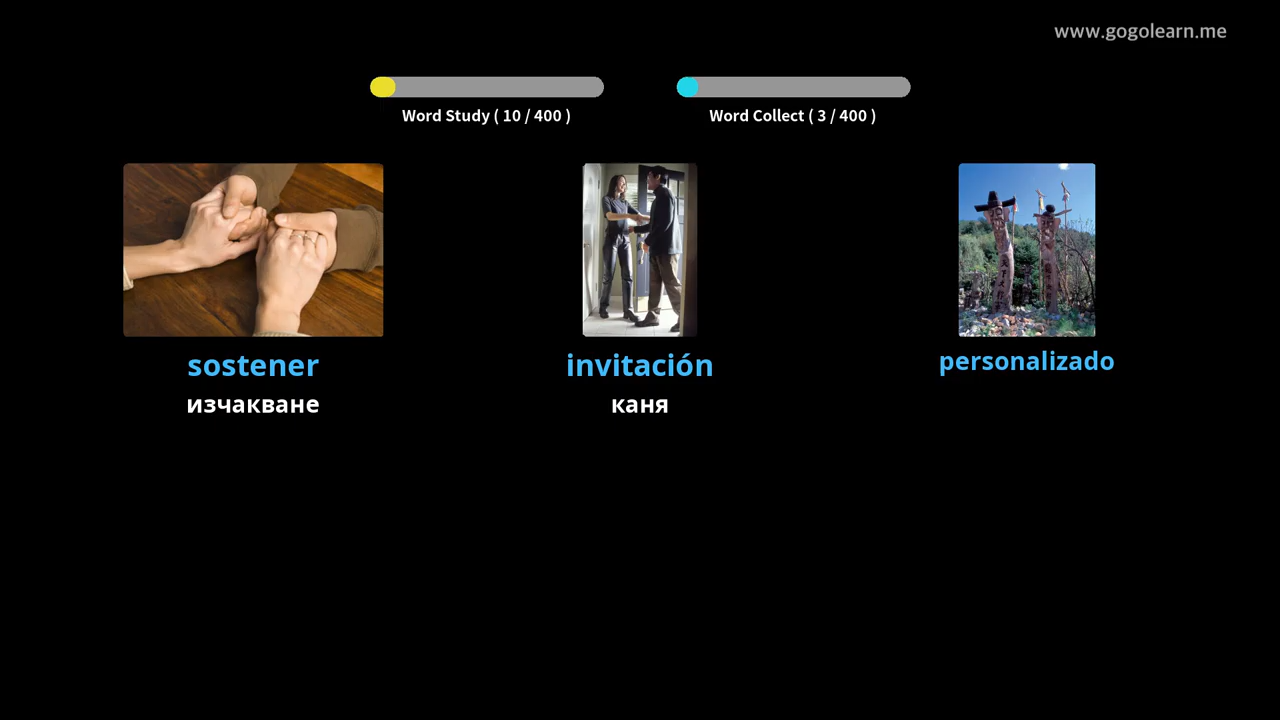 www.gogolearn.me
Word Study ( 10 / 400 )
Word Collect ( 3 / 400 )
sostener
изчакване
invitación
каня
personalizado